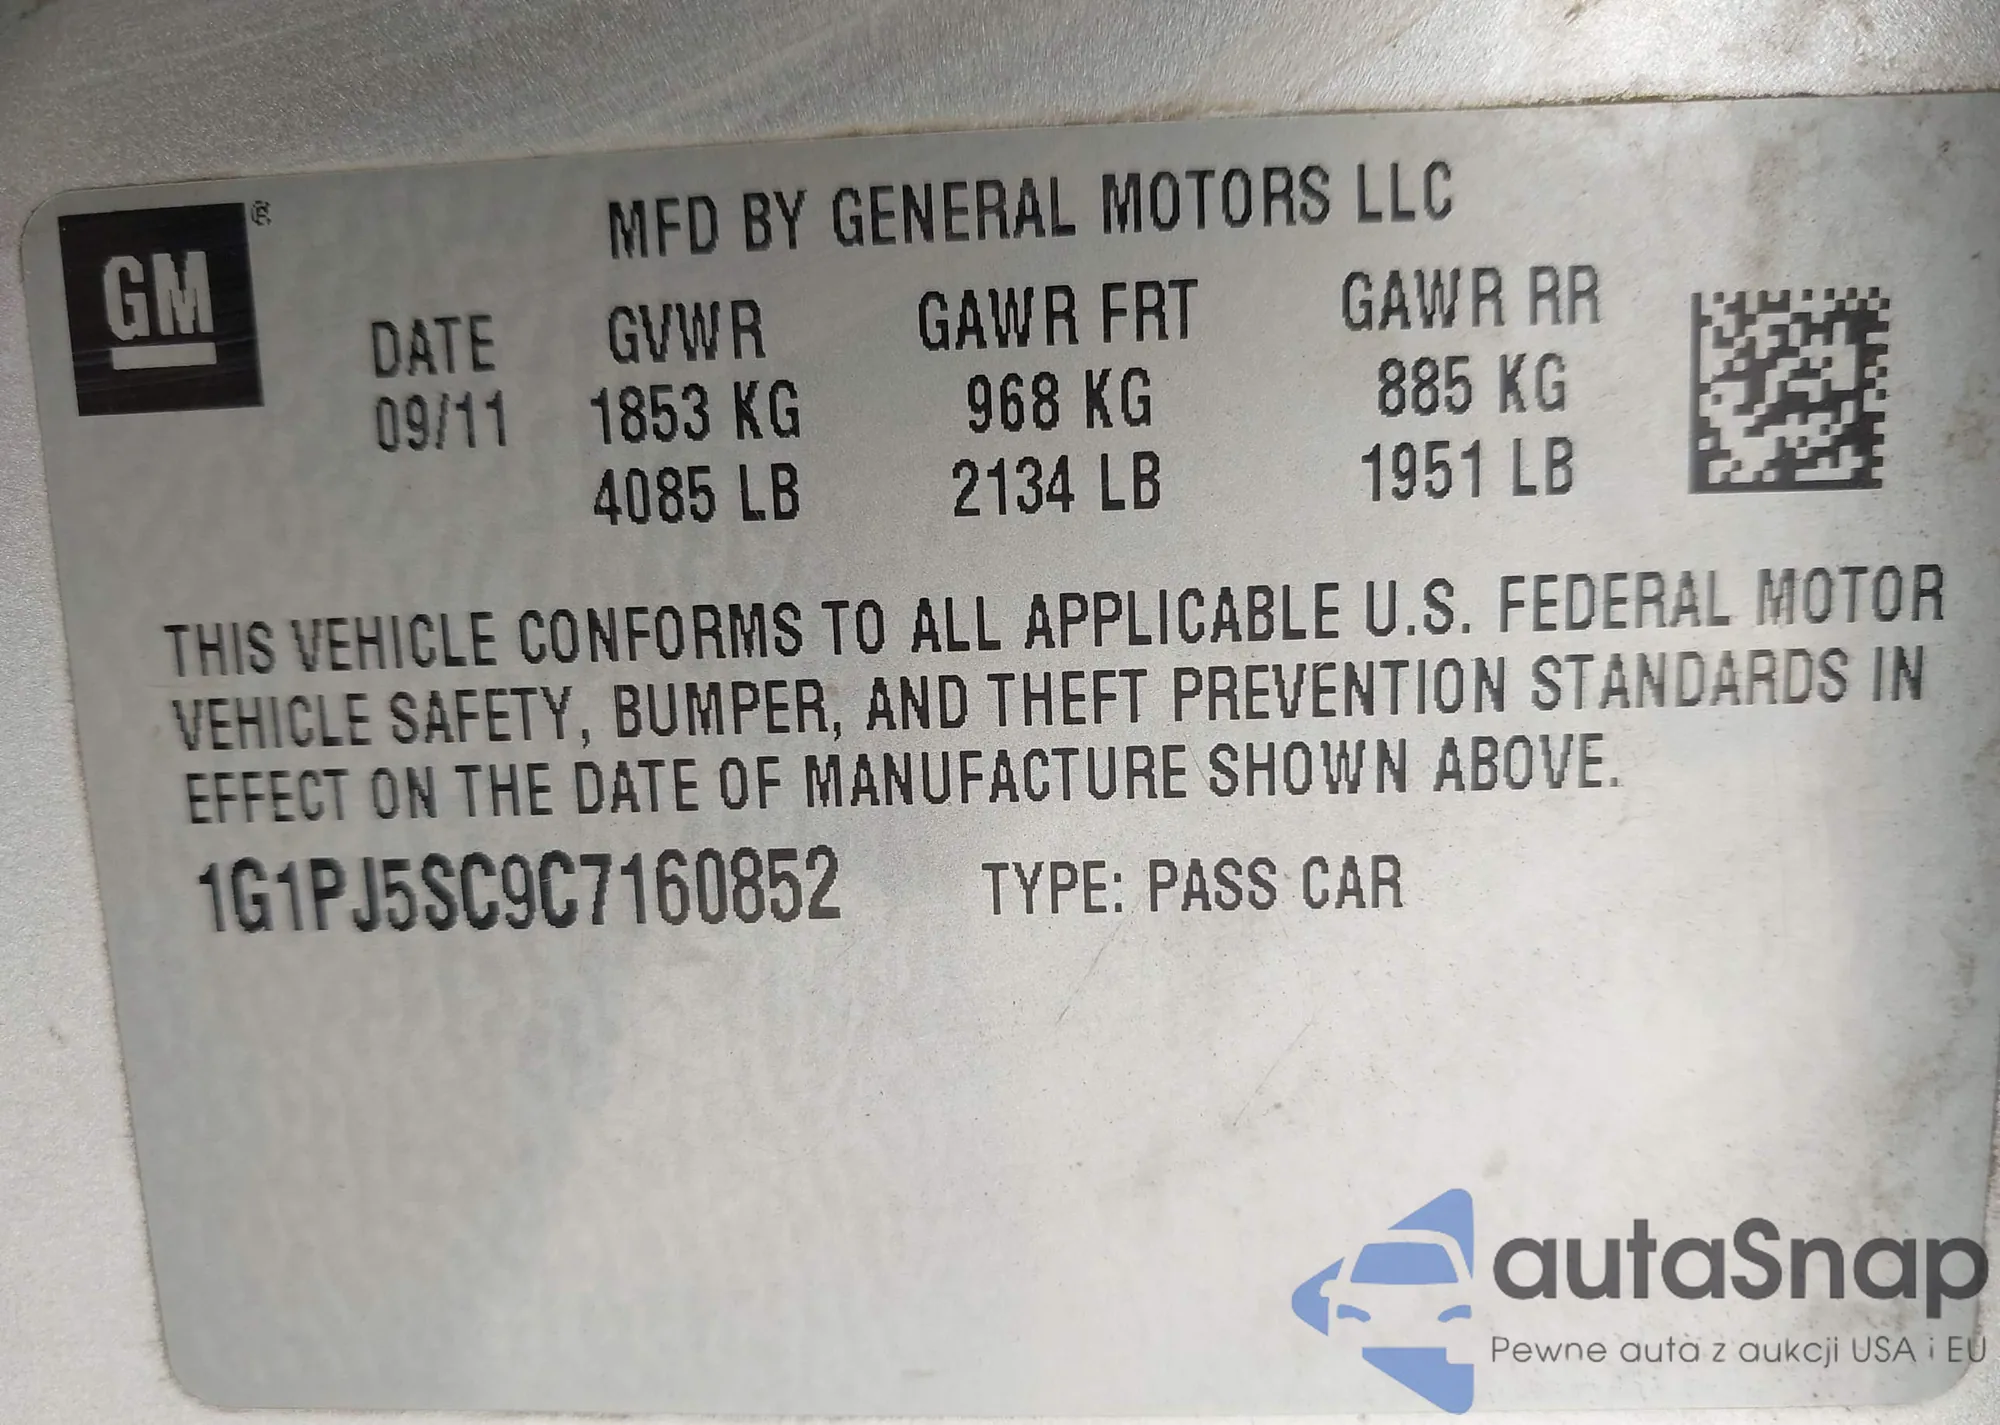 GM ®
MFD BY GENERAL MOTORS LLC
DATE GVWR GAWR FRT GAWR RR
09/11 1853 KG 968 KG 885 KG
4085 LB 2134 LB 1951 LB
THIS VEHICLE CONFORMS TO ALL APPLICABLE U.S. FEDERAL MOTOR
VEHICLE SAFETY, BUMPER, AND THEFT PREVENTION STANDARDS IN
EFFECT ON THE DATE OF MANUFACTURE SHOWN ABOVE.
1G1PJ5SC9C7160852 TYPE: PASS CAR
autaSnap
Pewne auta z aukcji USA i EU